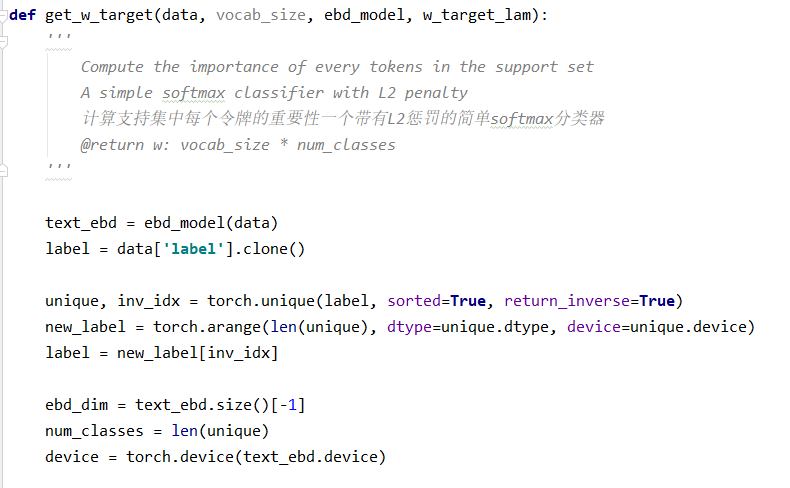 def get_w_target(data, vocab_size, ebd_model, w_target_lam):
    '''
        Compute the importance of every tokens in the support set
        A simple softmax classifier with L2 penalty
        计算支持集中每个令牌的重要性一个带有L2惩罚的简单softmax分类器
        @return w: vocab_size * num_classes
    '''
    text_ebd = ebd_model(data)
    label = data['label'].clone()
    unique, inv_idx = torch.unique(label, sorted=True, return_inverse=True)
    new_label = torch.arange(len(unique), dtype=unique.dtype, device=unique.device)
    label = new_label[inv_idx]
    ebd_dim = text_ebd.size()[-1]
    num_classes = len(unique)
    device = torch.device(text_ebd.device)